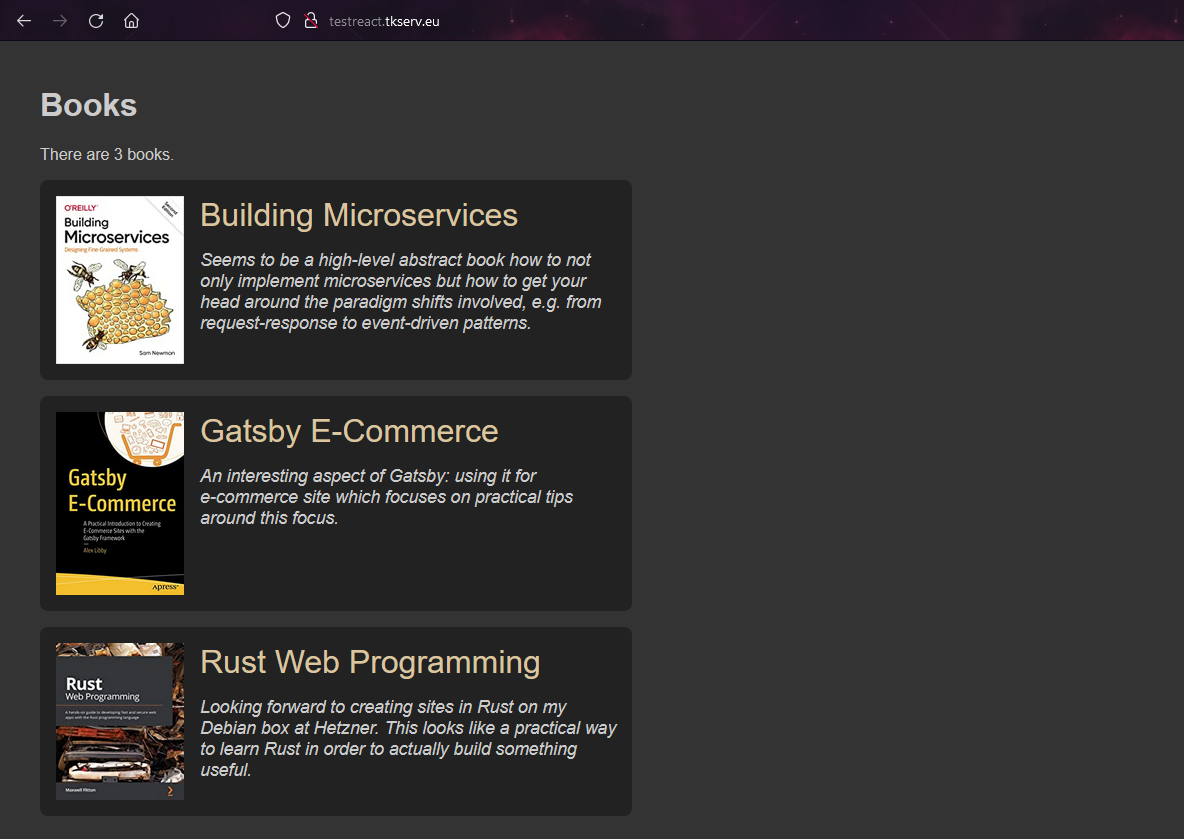 testreact.tkserv.eu
Books
There are 3 books.
O'REILLY
Second
Edition
Building
Microservices
Designing Fine-Grained Systems
Sam Newman
Building Microservices
Seems to be a high-level abstract book how to not
only implement microservices but how to get your
head around the paradigm shifts involved, e.g. from
request-response to event-driven patterns.
Gatsby
E-Commerce
A Practical Introduction to Creating
E-Commerce Sites with the
Gatsby Framework
Alex Libby
Apress
Gatsby E-Commerce
An interesting aspect of Gatsby: using it for
e-commerce site which focuses on practical tips
around this focus.
Rust
Web Programming
A hands-on guide to developing fast and secure web
apps with the Rust programming language
Maxwell Flitton
Rust Web Programming
Looking forward to creating sites in Rust on my
Debian box at Hetzner. This looks like a practical way
to learn Rust in order to actually build something
useful.